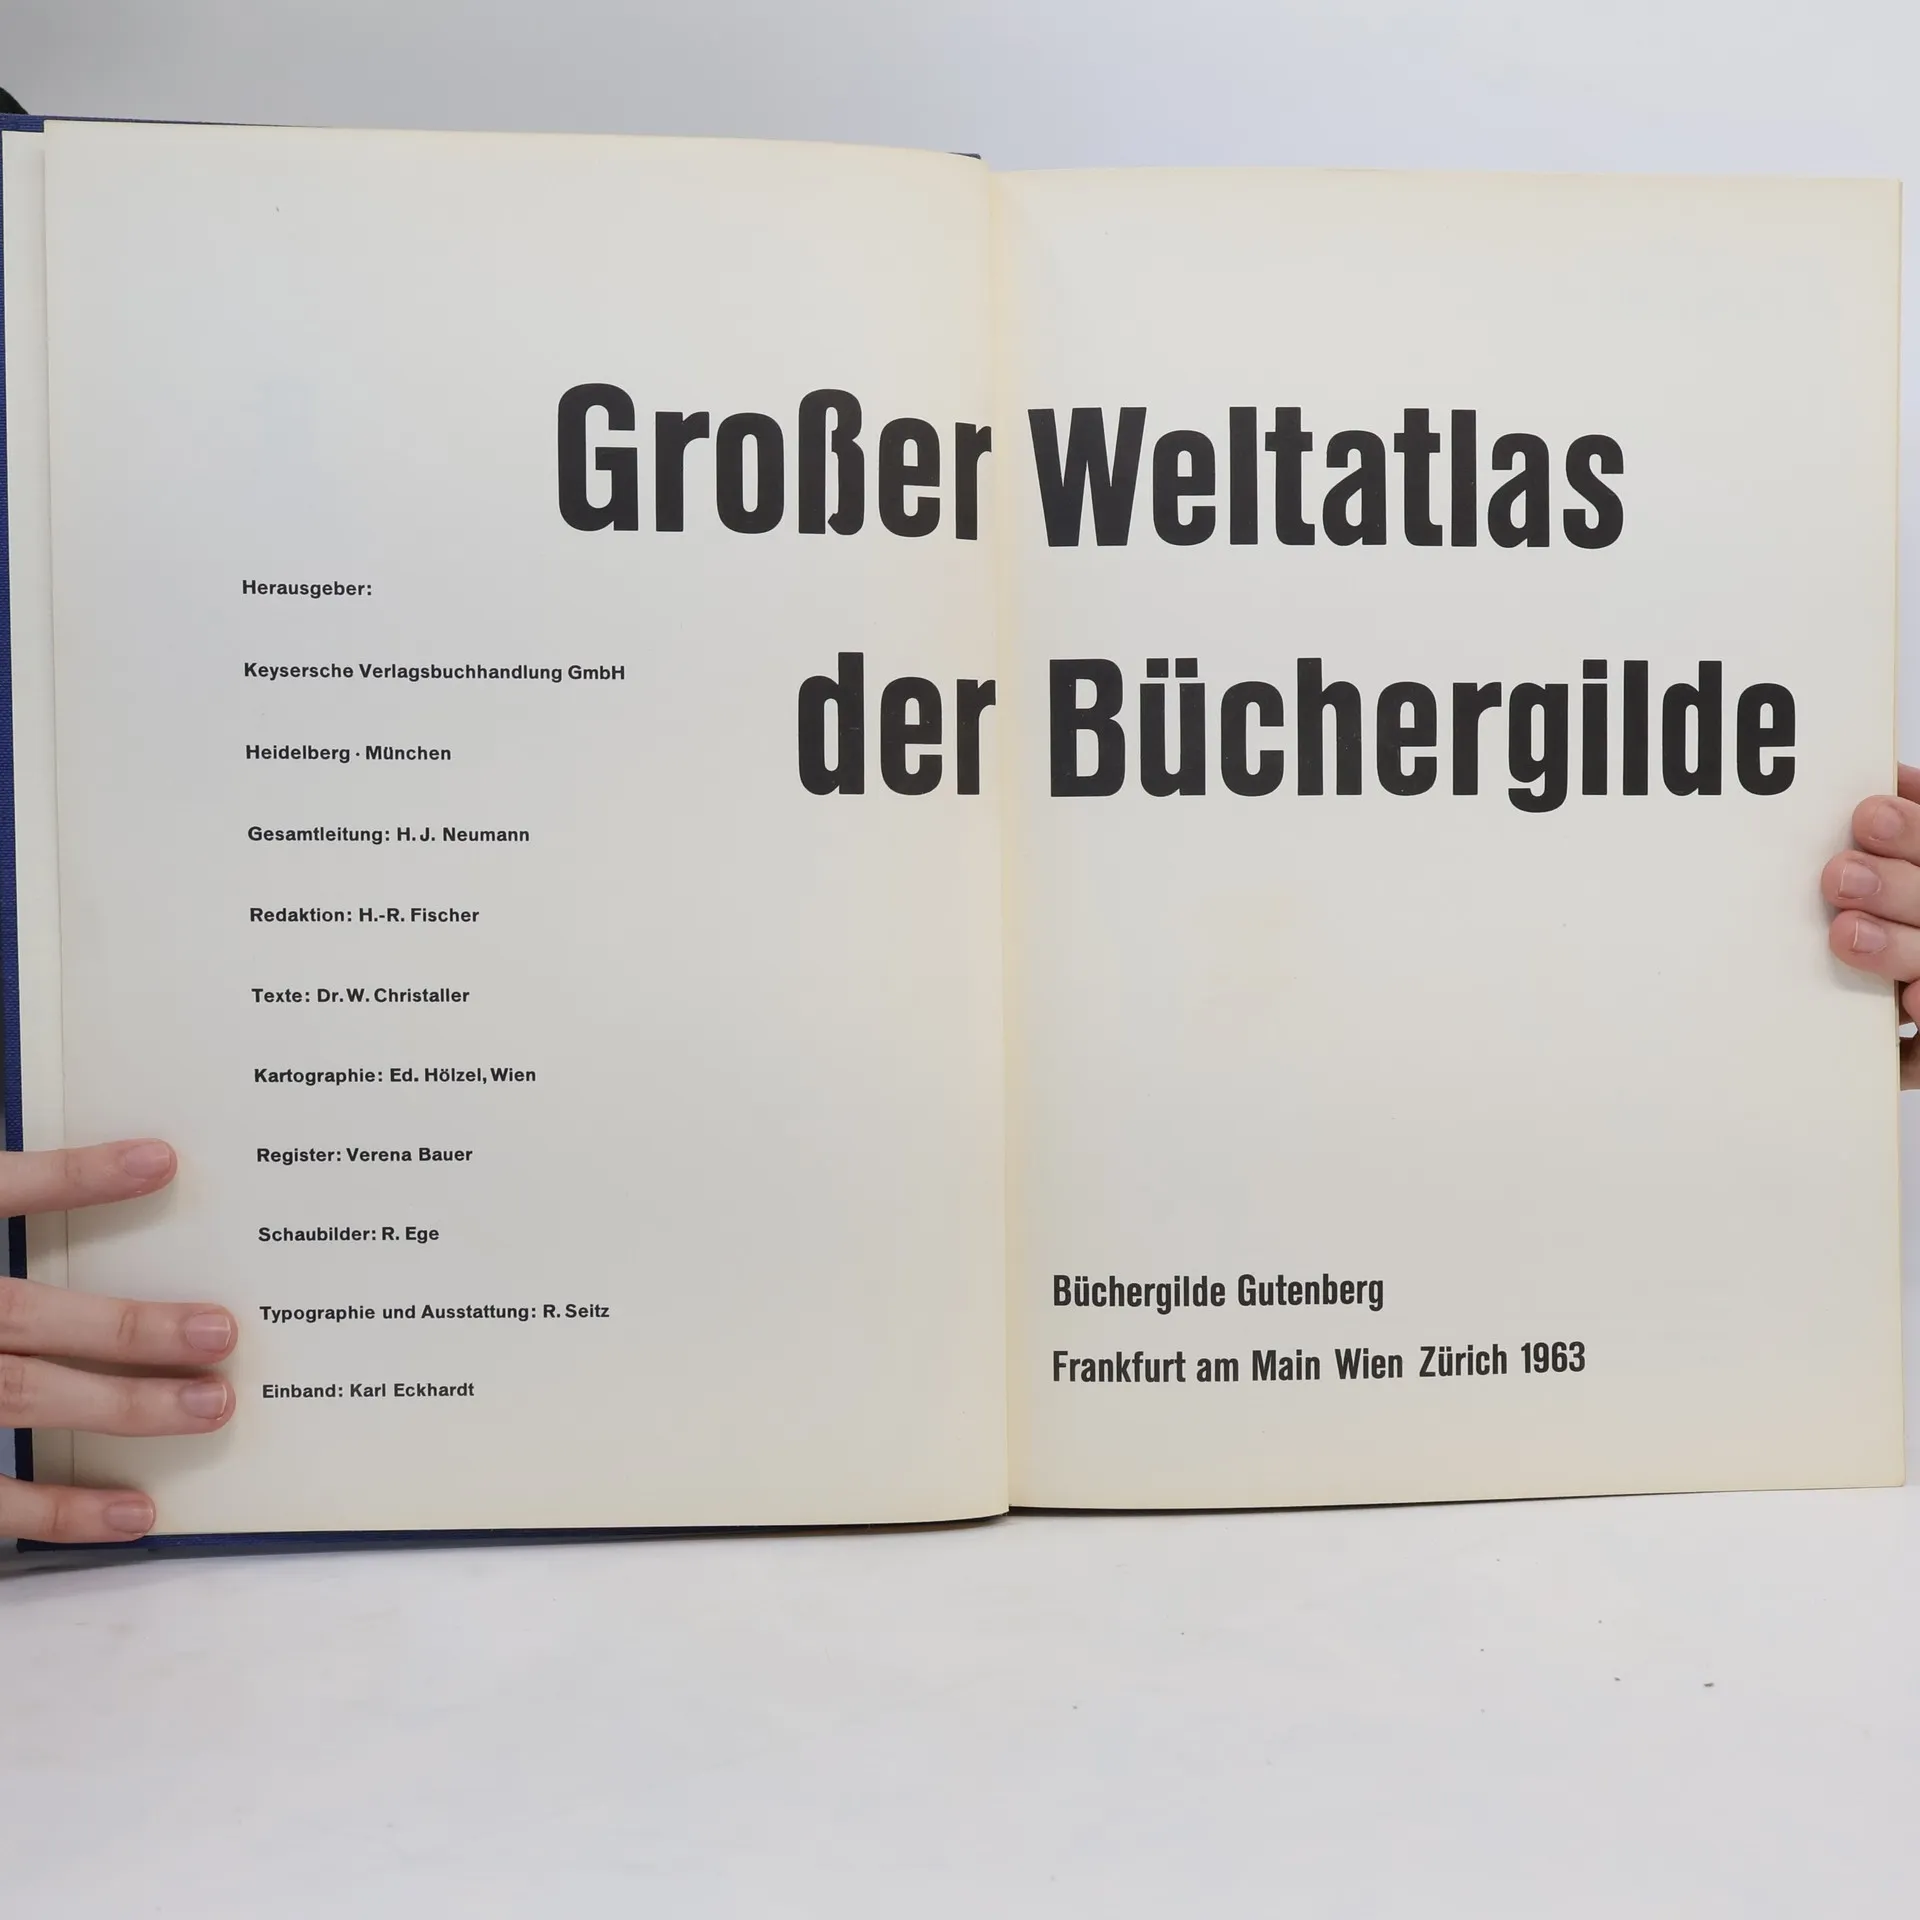 Großer Weltatlas
der Büchergilde
Herausgeber:
Keysersche Verlagsbuchhandlung GmbH
Heidelberg · München
Gesamtleitung: H. J. Neumann
Redaktion: H.-R. Fischer
Texte: Dr. W. Christaller
Kartographie: Ed. Hölzel, Wien
Register: Verena Bauer
Schaubilder: R. Ege
Typographie und Ausstattung: R. Seitz
Einband: Karl Eckhardt
Büchergilde Gutenberg
Frankfurt am Main Wien Zürich 1963